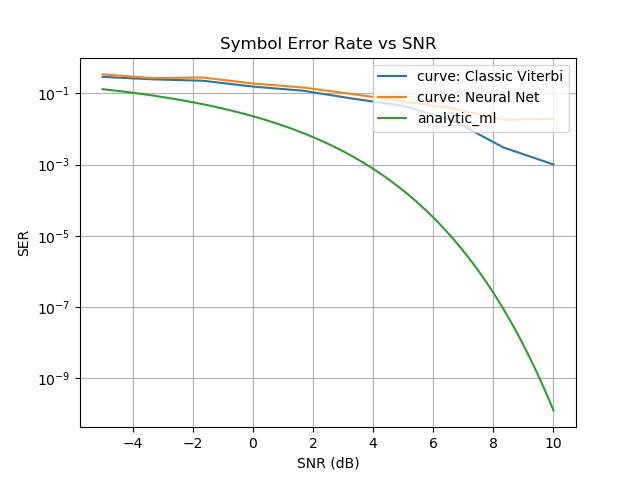 Symbol Error Rate vs SNR
curve: Classic Viterbi
curve: Neural Net
analytic_ml
SER
10⁻¹
10⁻³
10⁻⁵
10⁻⁷
10⁻⁹
−4 −2 0 2 4 6 8 10
SNR (dB)